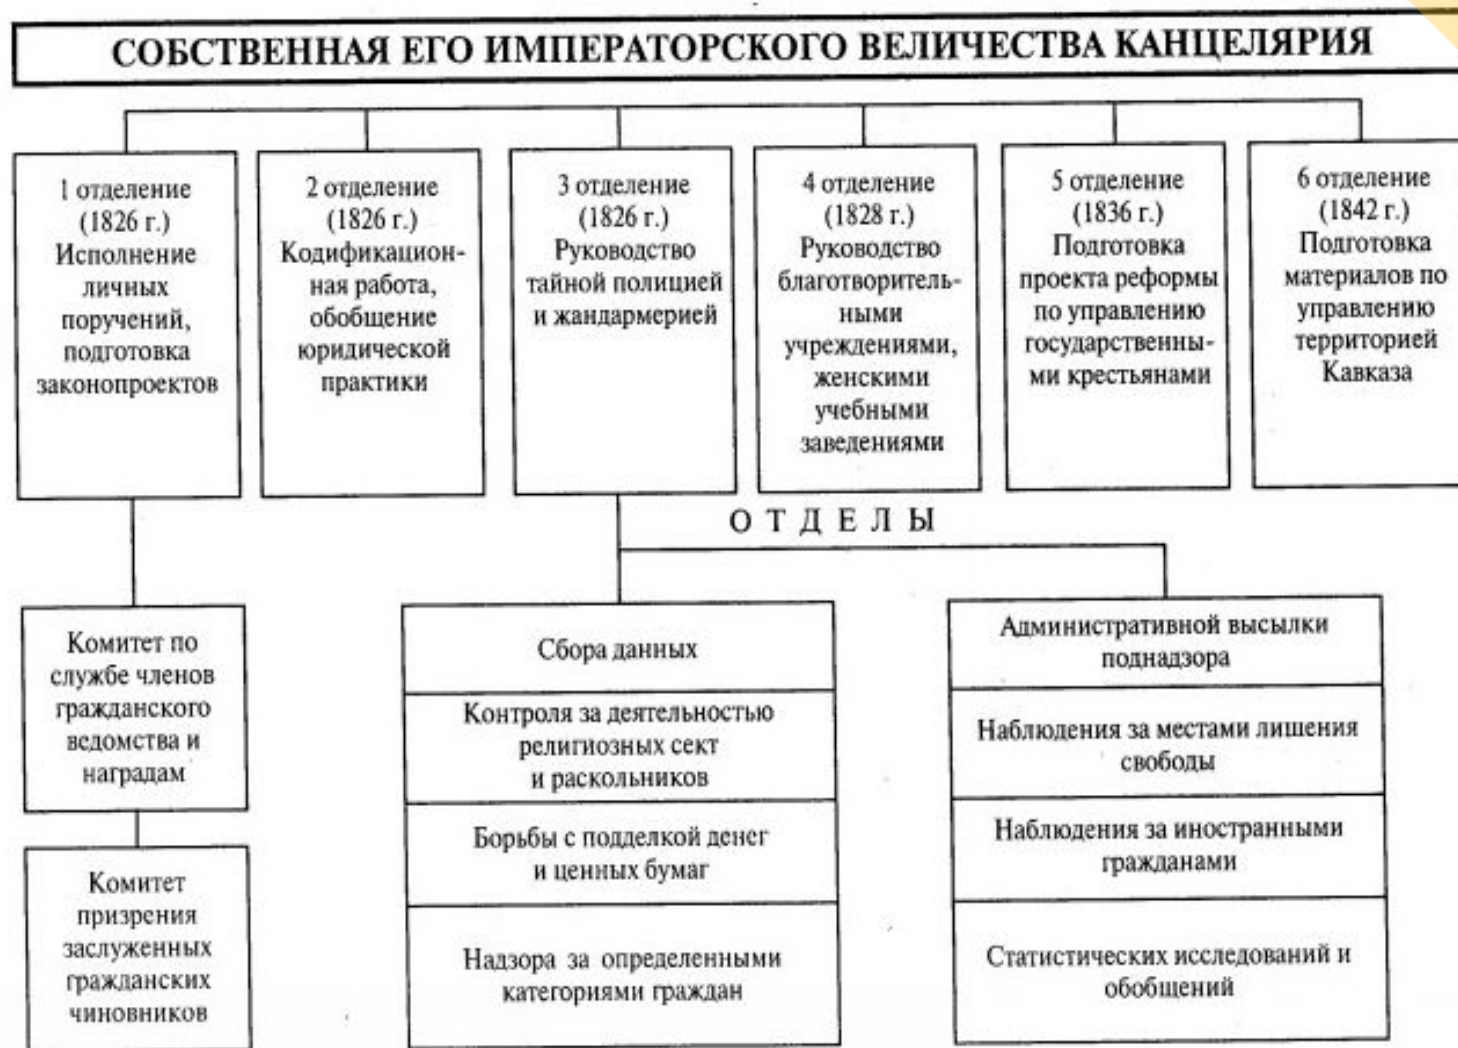 СОБСТВЕННАЯ ЕГО ИМПЕРАТОРСКОГО ВЕЛИЧЕСТВА КАНЦЕЛЯРИЯ
1 отделение
(1826 г.)
Исполнение
личных
поручений,
подготовка
законопроектов
2 отделение
(1826 г.)
Кодификацион-
ная работа,
обобщение
юридической
практики
3 отделение
(1826 г.)
Руководство
тайной полицией
и жандармерией
4 отделение
(1828 г.)
Руководство
благотворитель-
ными
учреждениями,
женскими
учебными
заведениями
5 отделение
(1836 г.)
Подготовка
проекта реформы
по управлению
государственны-
ми крестьянами
6 отделение
(1842 г.)
Подготовка
материалов по
управлению
территорией
Кавказа
ОТДЕЛЫ
Комитет по
службе членов
гражданского
ведомства и
наградам
Комитет
призрения
заслуженных
гражданских
чиновников
Сбора данных
Контроля за деятельностью
религиозных сект
и раскольников
Борьбы с подделкой денег
и ценных бумаг
Надзора за определенными
категориями граждан
Административной высылки
поднадзора
Наблюдения за местами лишения
свободы
Наблюдения за иностранными
гражданами
Статистических исследований и
обобщений